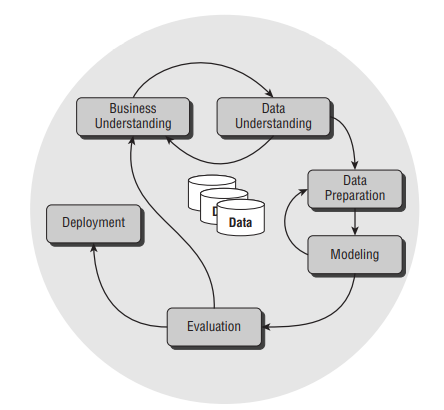 Business
Understanding
Data
Understanding
Data
Preparation
D
Data
Deployment
Modeling
Evaluation